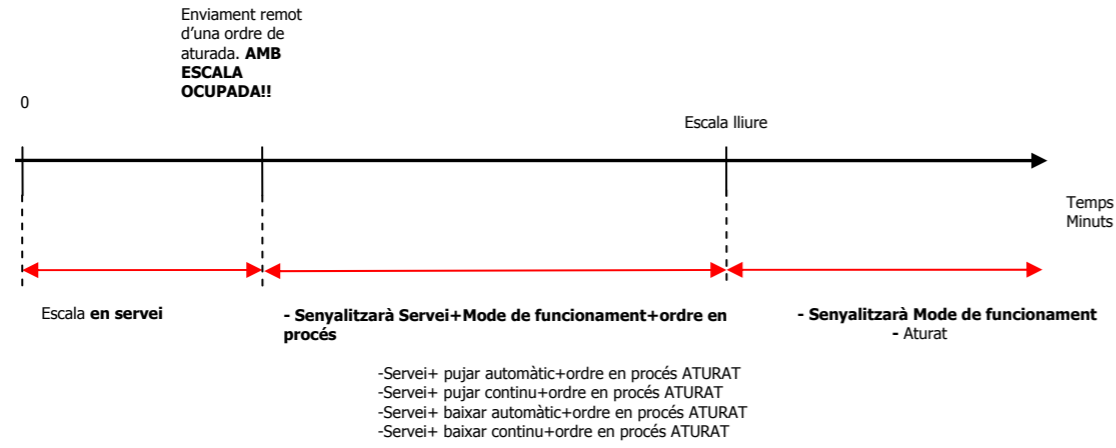 Enviament remot
d'una ordre de
aturada. AMB
ESCALA
OCUPADA!!
0
Escala lliure
Temps
Minuts
Escala en servei
- Senyalitzarà Servei+Mode de funcionament+ordre en
procés
- Senyalitzarà Mode de funcionament
- Aturat
-Servei+ pujar automàtic+ordre en procés ATURAT
-Servei+ pujar continu+ordre en procés ATURAT
-Servei+ baixar automàtic+ordre en procés ATURAT
-Servei+ baixar continu+ordre en procés ATURAT